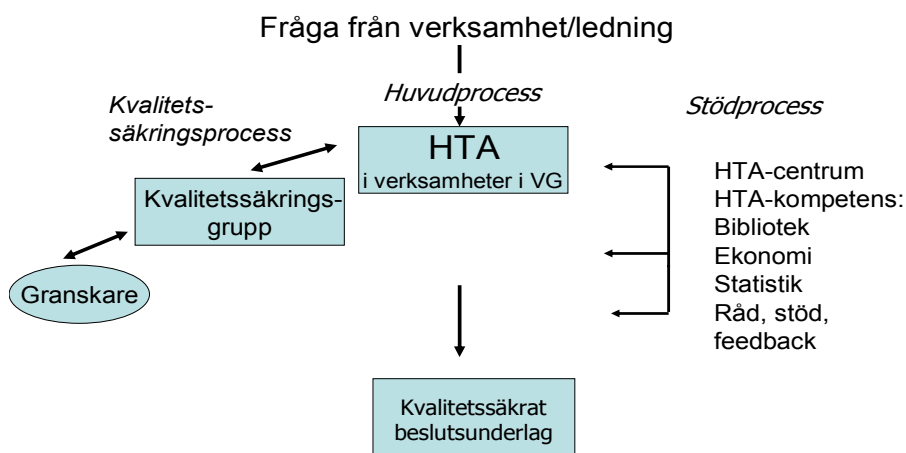 Fråga från verksamhet/ledning
Kvalitets-
säkringsprocess
Huvudprocess
Stödprocess
HTA
i verksamheter i VG
Kvalitetssäkrings-
grupp
Granskare
HTA-centrum
HTA-kompetens:
Bibliotek
Ekonomi
Statistik
Råd, stöd,
feedback
Kvalitetssäkrat
beslutsunderlag